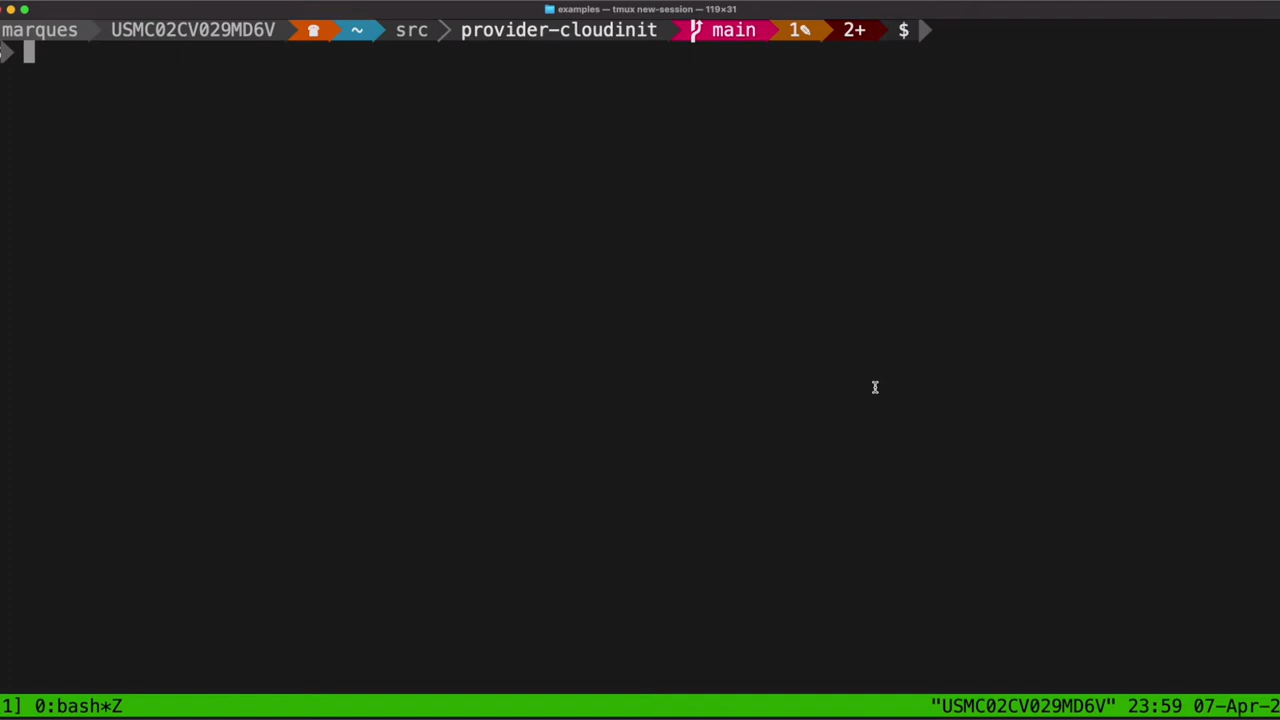 examples — tmux new-session — 119×31
marques USMC02CV029MD6V ~ src provider-cloudinit main 1✎ 2+ $
1] 0:bash*Z "USMC02CV029MD6V" 23:59 07-Apr-2